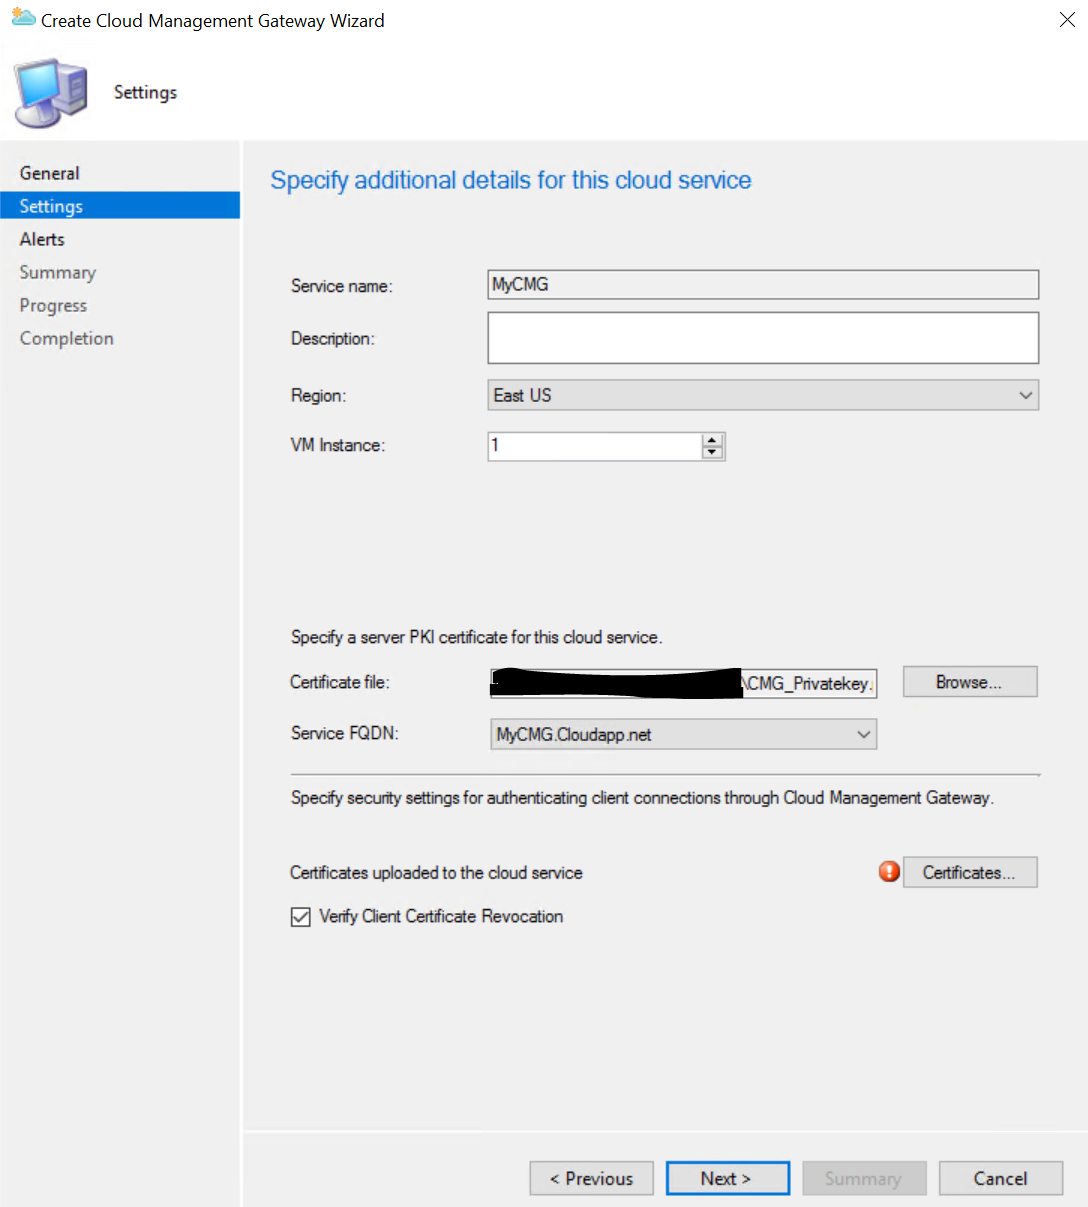 Create Cloud Management Gateway Wizard
Settings
General
Settings
Alerts
Summary
Progress
Completion
Specify additional details for this cloud service
Service name: MyCMG
Description:
Region: East US
VM Instance: 1
Specify a server PKI certificate for this cloud service.
Certificate file: \CMG_Privatekey. Browse...
Service FQDN: MyCMG.Cloudapp.net
Specify security settings for authenticating client connections through Cloud Management Gateway.
Certificates uploaded to the cloud service Certificates...
Verify Client Certificate Revocation
< Previous Next > Summary Cancel